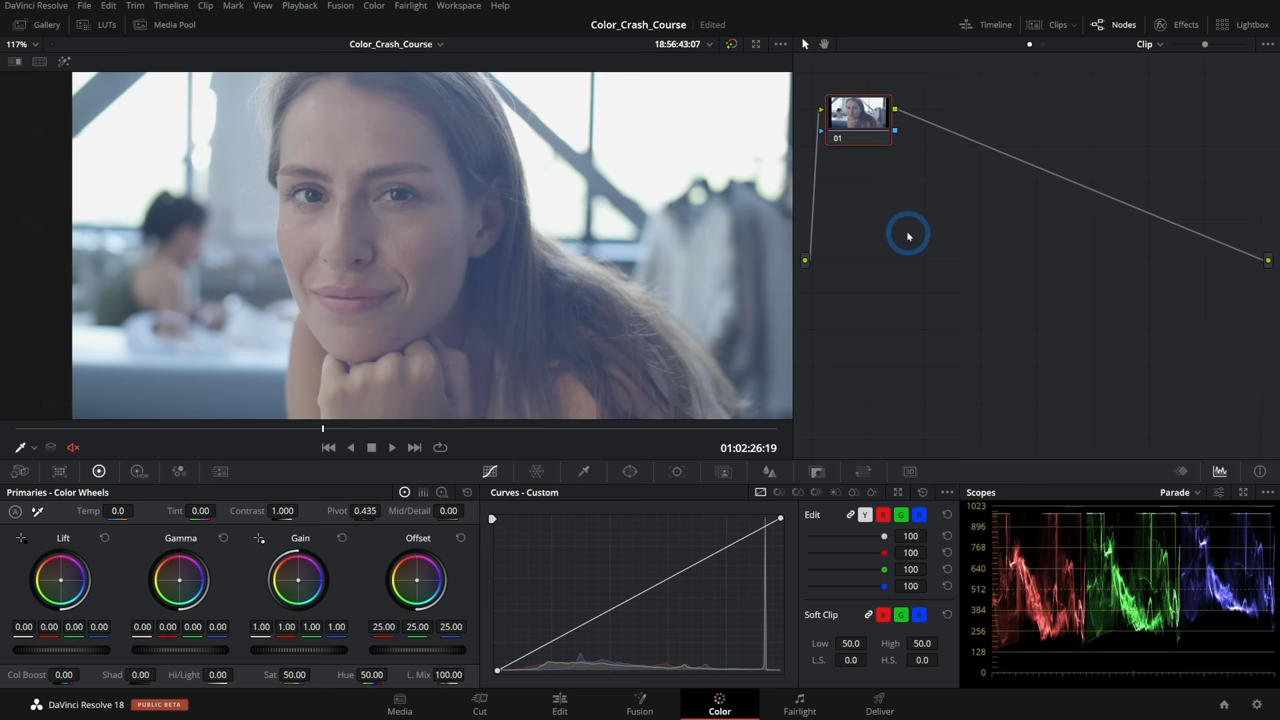 DaVinci Resolve File Edit Trim Timeline Clip Mark View Playback Fusion Color Fairlight Workspace Help
Gallery LUTs Media Pool Color_Crash_Course Edited Timeline Clips Nodes Effects Lightbox
117% Color_Crash_Course 18:56:43:07 Clip
01
01:02:26:19
Primaries - Color Wheels Curves - Custom Scopes Parade
A Temp 0.0 Tint 0.00 Contrast 1.000 Pivot 0.435 Mid/Detail 0.00
Lift Gamma Gain Offset
0.00 0.00 0.00 0.00 0.00 0.00 0.00 0.00 1.00 1.00 1.00 1.00 25.00 25.00 25.00
Col Boost 0.00 Shad 0.00 Hi/Light 0.00 Sat 50.00 Hue 50.00 L. Mix 100.00
Edit Y R G B
100
100
100
100
Soft Clip R G B
Low 50.0 High 50.0
L.S. 0.0 H.S. 0.0
1023
896
768
640
512
384
256
128
0
DaVinci Resolve 18 PUBLIC BETA Media Cut Edit Fusion Color Fairlight Deliver